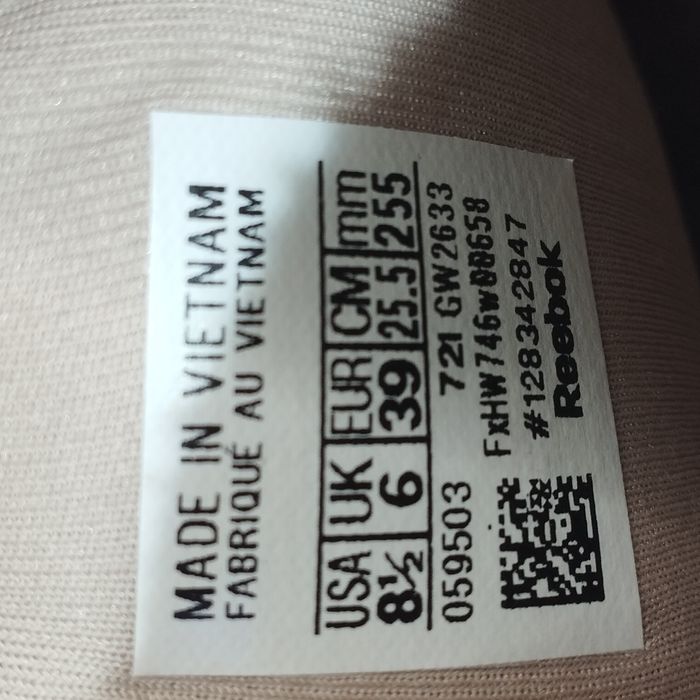 MADE IN VIETNAM
FABRIQUÉ AU VIETNAM
USA UK EUR CM mm
8½ 6 39 25.5 255
059503 721 GW2633
FxHW746w00658
#128342847
Reebok